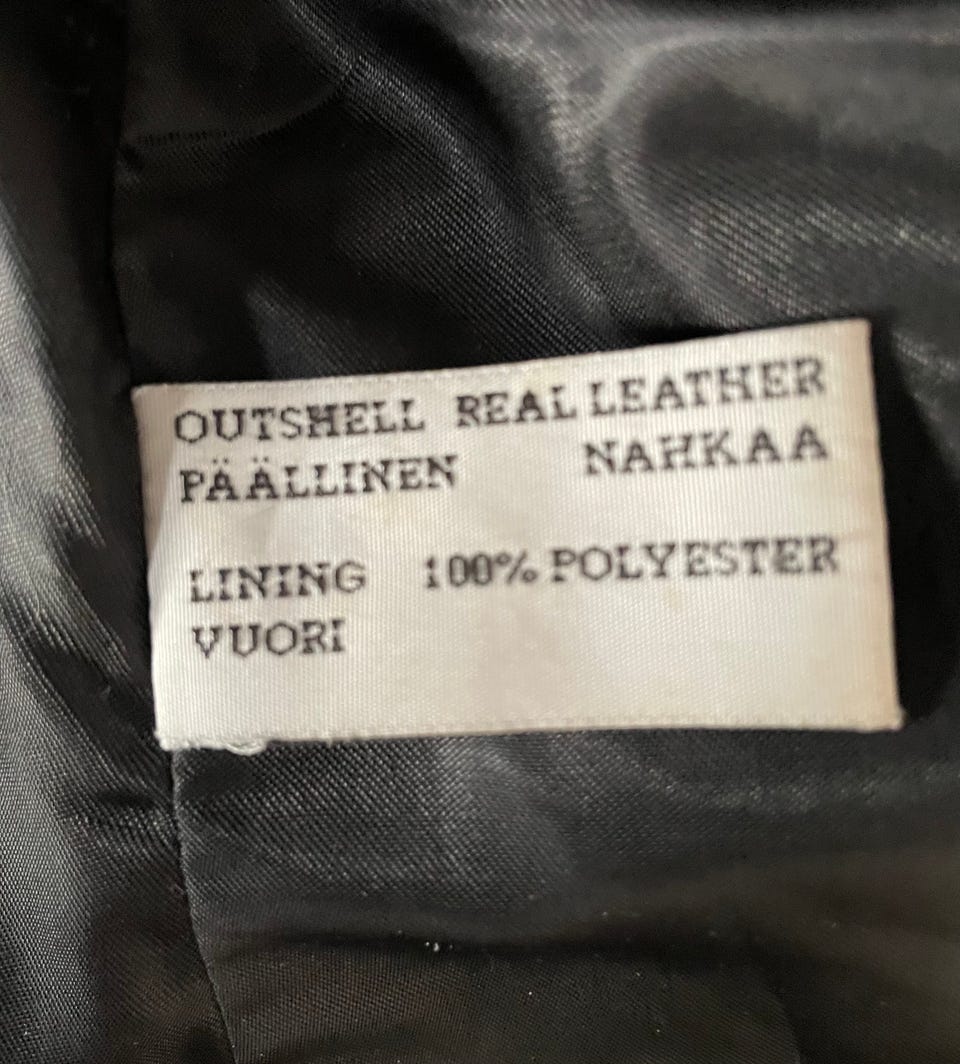 OUTSHELL REAL LEATHER
PÄÄLLINEN NAHKAA
LINING 100% POLYESTER
VUORI